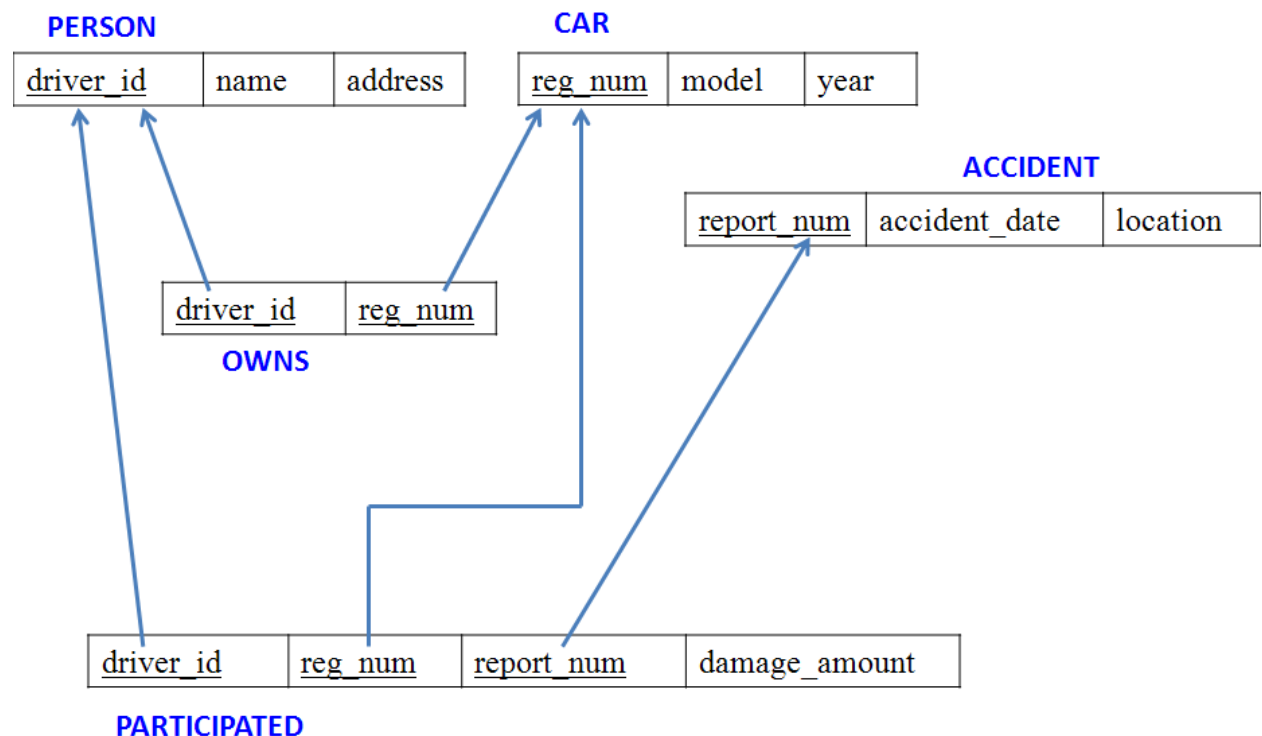 PERSON CAR
driver_id name address reg_num model year
ACCIDENT
report_num accident_date location
driver_id reg_num
OWNS
driver_id reg_num report_num damage_amount
PARTICIPATED